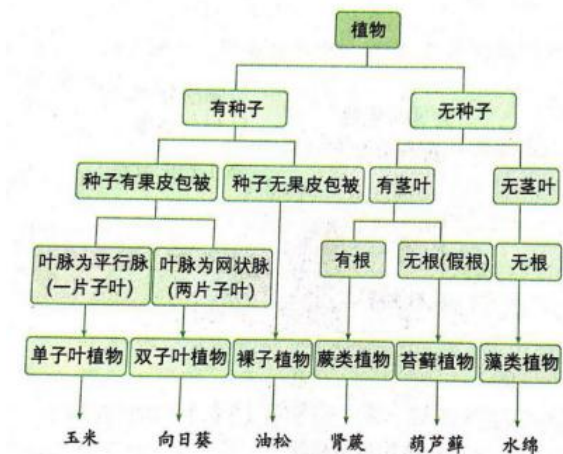 植物
有种子
无种子
种子有果皮包被
种子无果皮包被
有茎叶
无茎叶
叶脉为平行脉
(一片子叶)
叶脉为网状脉
(两片子叶)
有根
无根(假根)
无根
单子叶植物
双子叶植物
裸子植物
蕨类植物
苔藓植物
藻类植物
玉米
向日葵
油松
肾蕨
葫芦藓
水绵